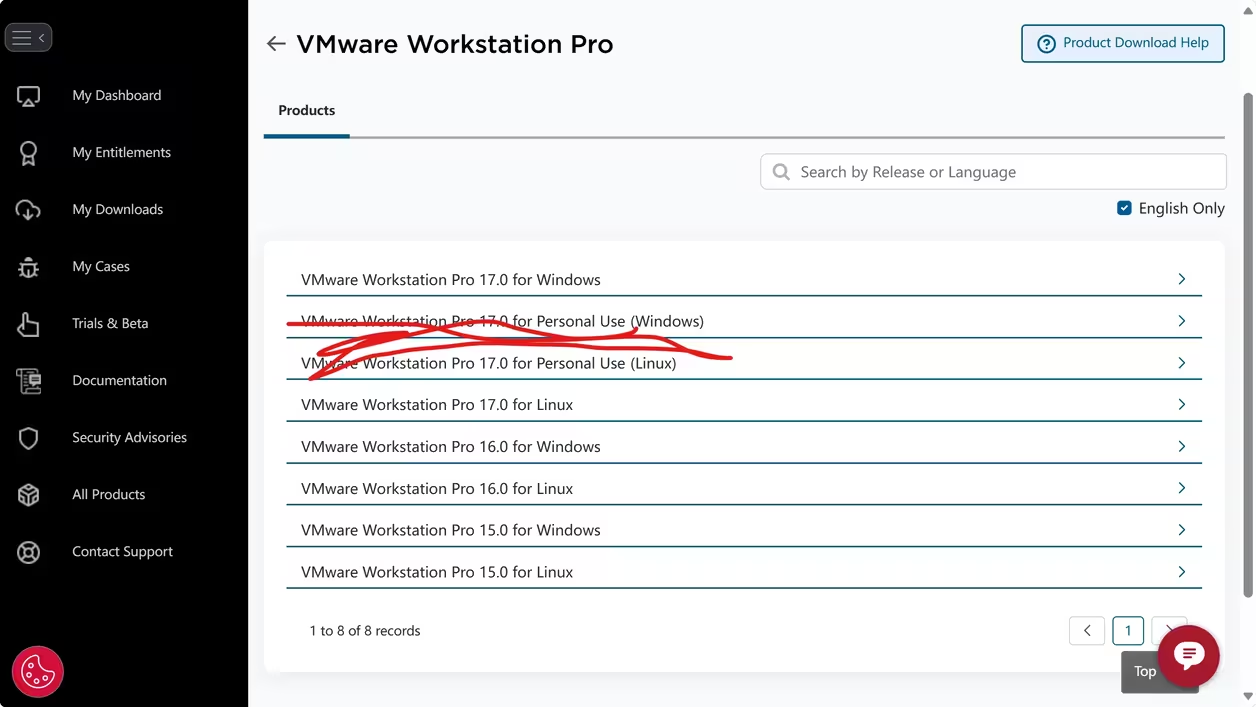 VMware Workstation Pro
Product Download Help
My Dashboard
My Entitlements
My Downloads
My Cases
Trials & Beta
Documentation
Security Advisories
All Products
Contact Support
Products
Search by Release or Language
English Only
VMware Workstation Pro 17.0 for Windows
VMware Workstation Pro 17.0 for Personal Use (Windows)
VMware Workstation Pro 17.0 for Personal Use (Linux)
VMware Workstation Pro 17.0 for Linux
VMware Workstation Pro 16.0 for Windows
VMware Workstation Pro 16.0 for Linux
VMware Workstation Pro 15.0 for Windows
VMware Workstation Pro 15.0 for Linux
1 to 8 of 8 records
1
Top